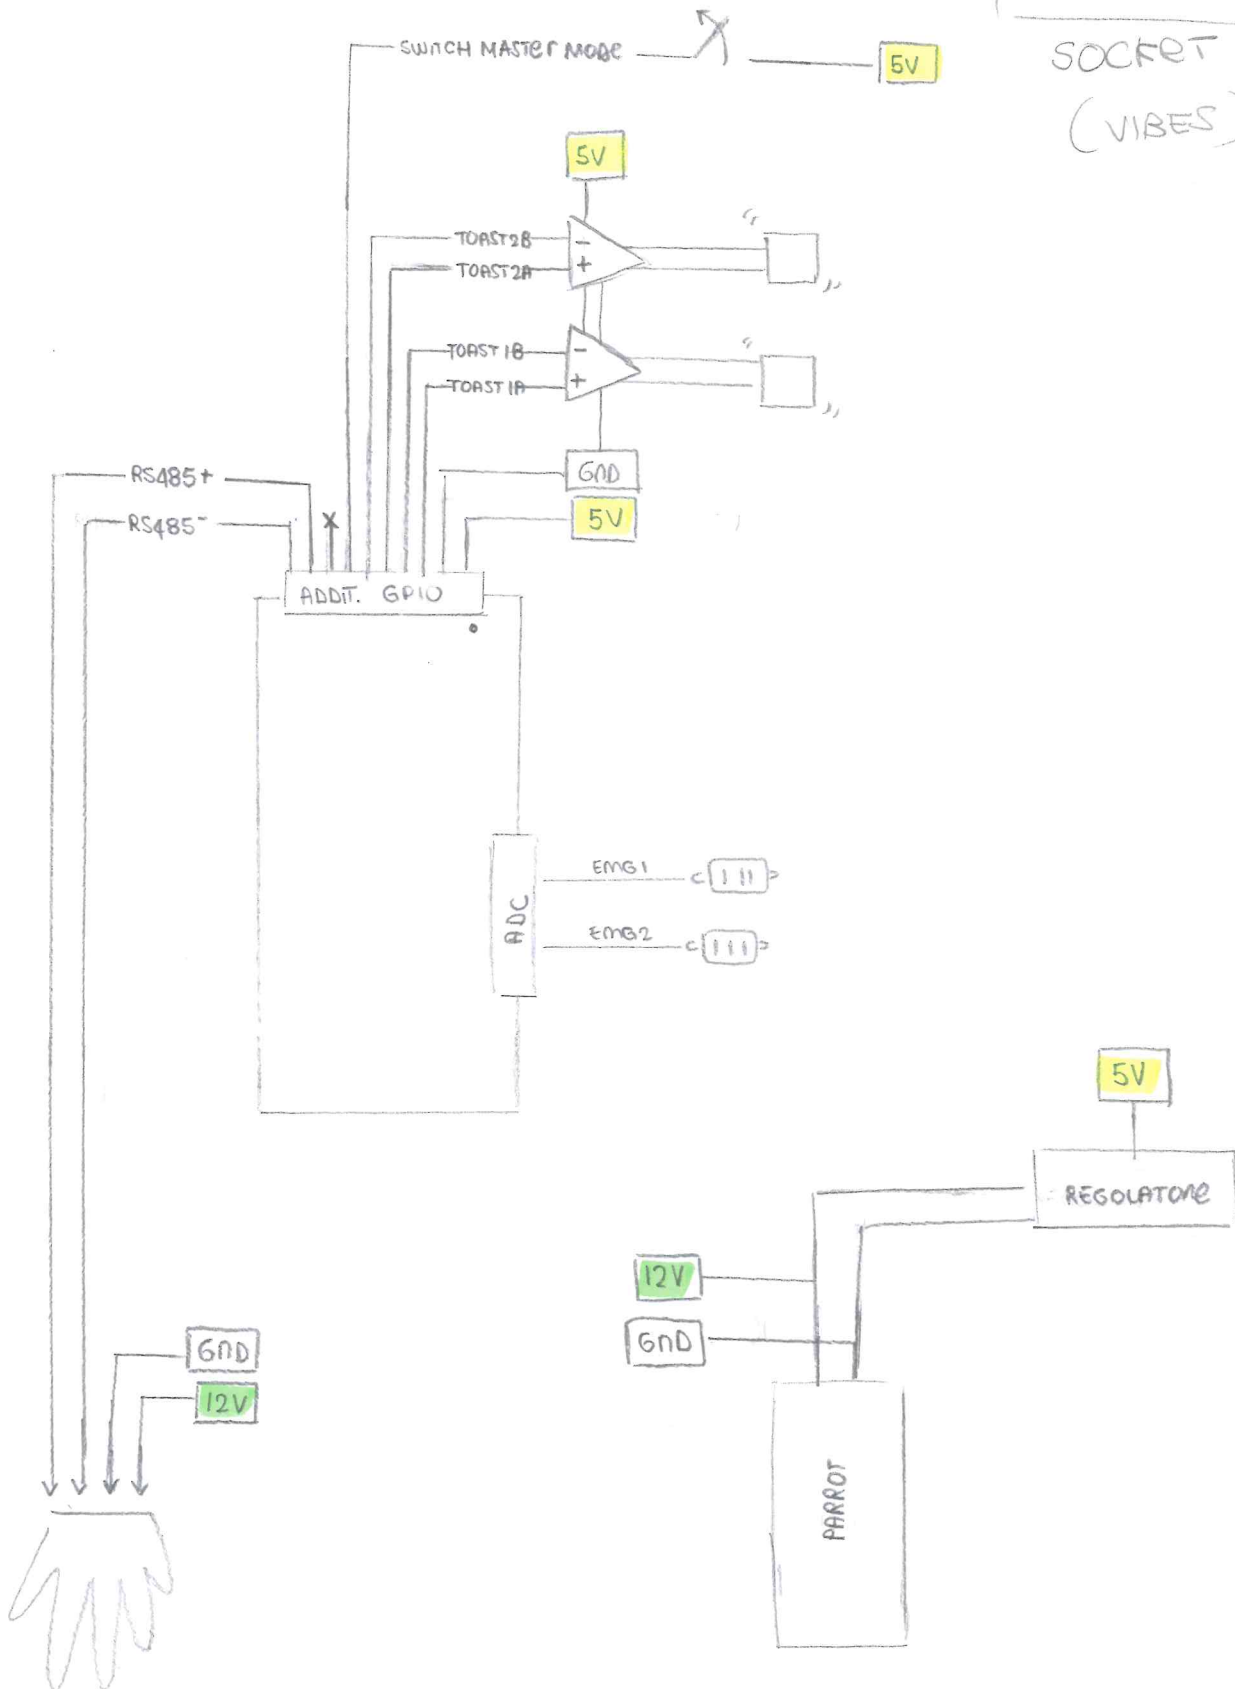 SOCKET
(VIBES)
SWITCH MASTER MODE
5V
5V
TOAST2B
-
TOAST2A
+
TOAST1B
-
TOAST1A
+
GND
5V
RS485+
RS485-
X
ADDIT. GPIO
ADC
EMG1
EMG2
5V
REGOLATORE
12V
GND
GND
12V
PARROT